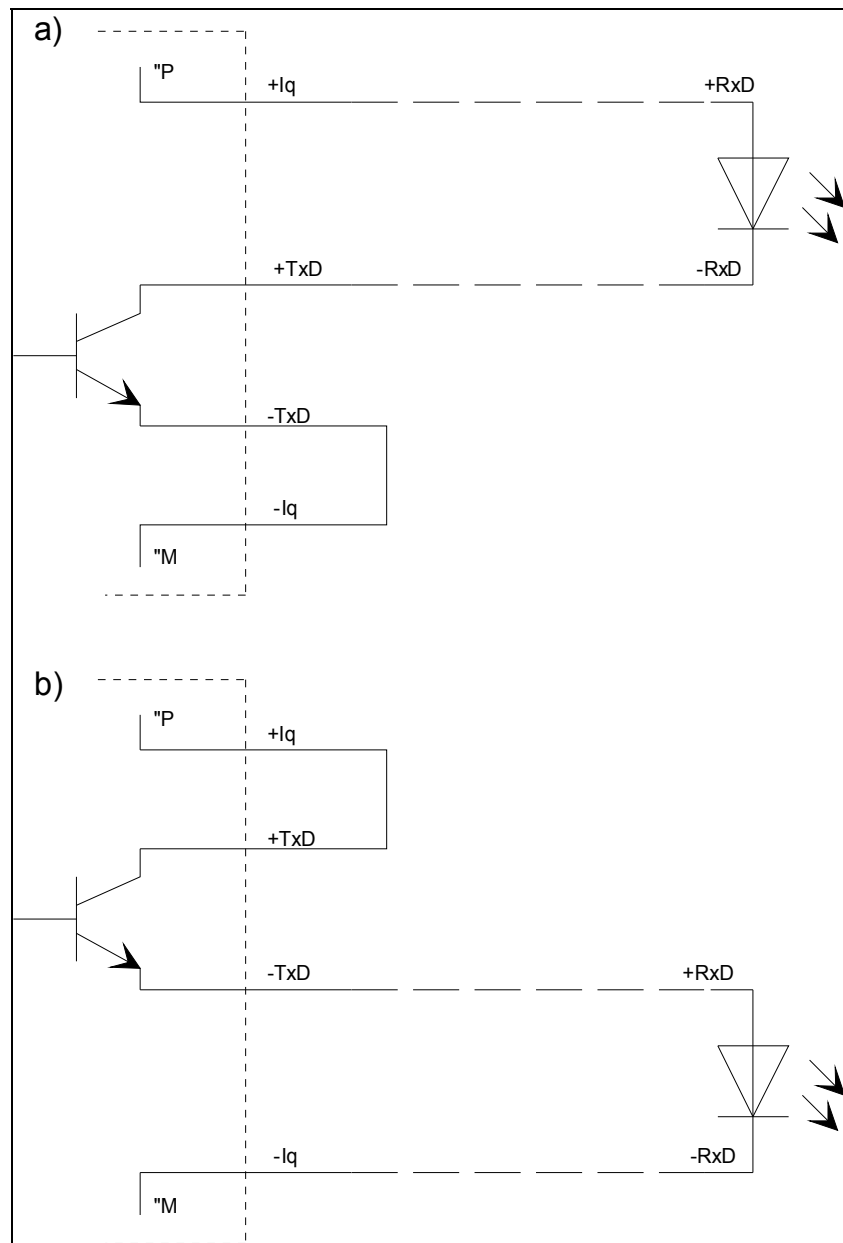 a)
"P
+Iq
+RxD
+TxD
-RxD
-TxD
-Iq
"M
b)
"P
+Iq
+TxD
-TxD
+RxD
-Iq
-RxD
"M